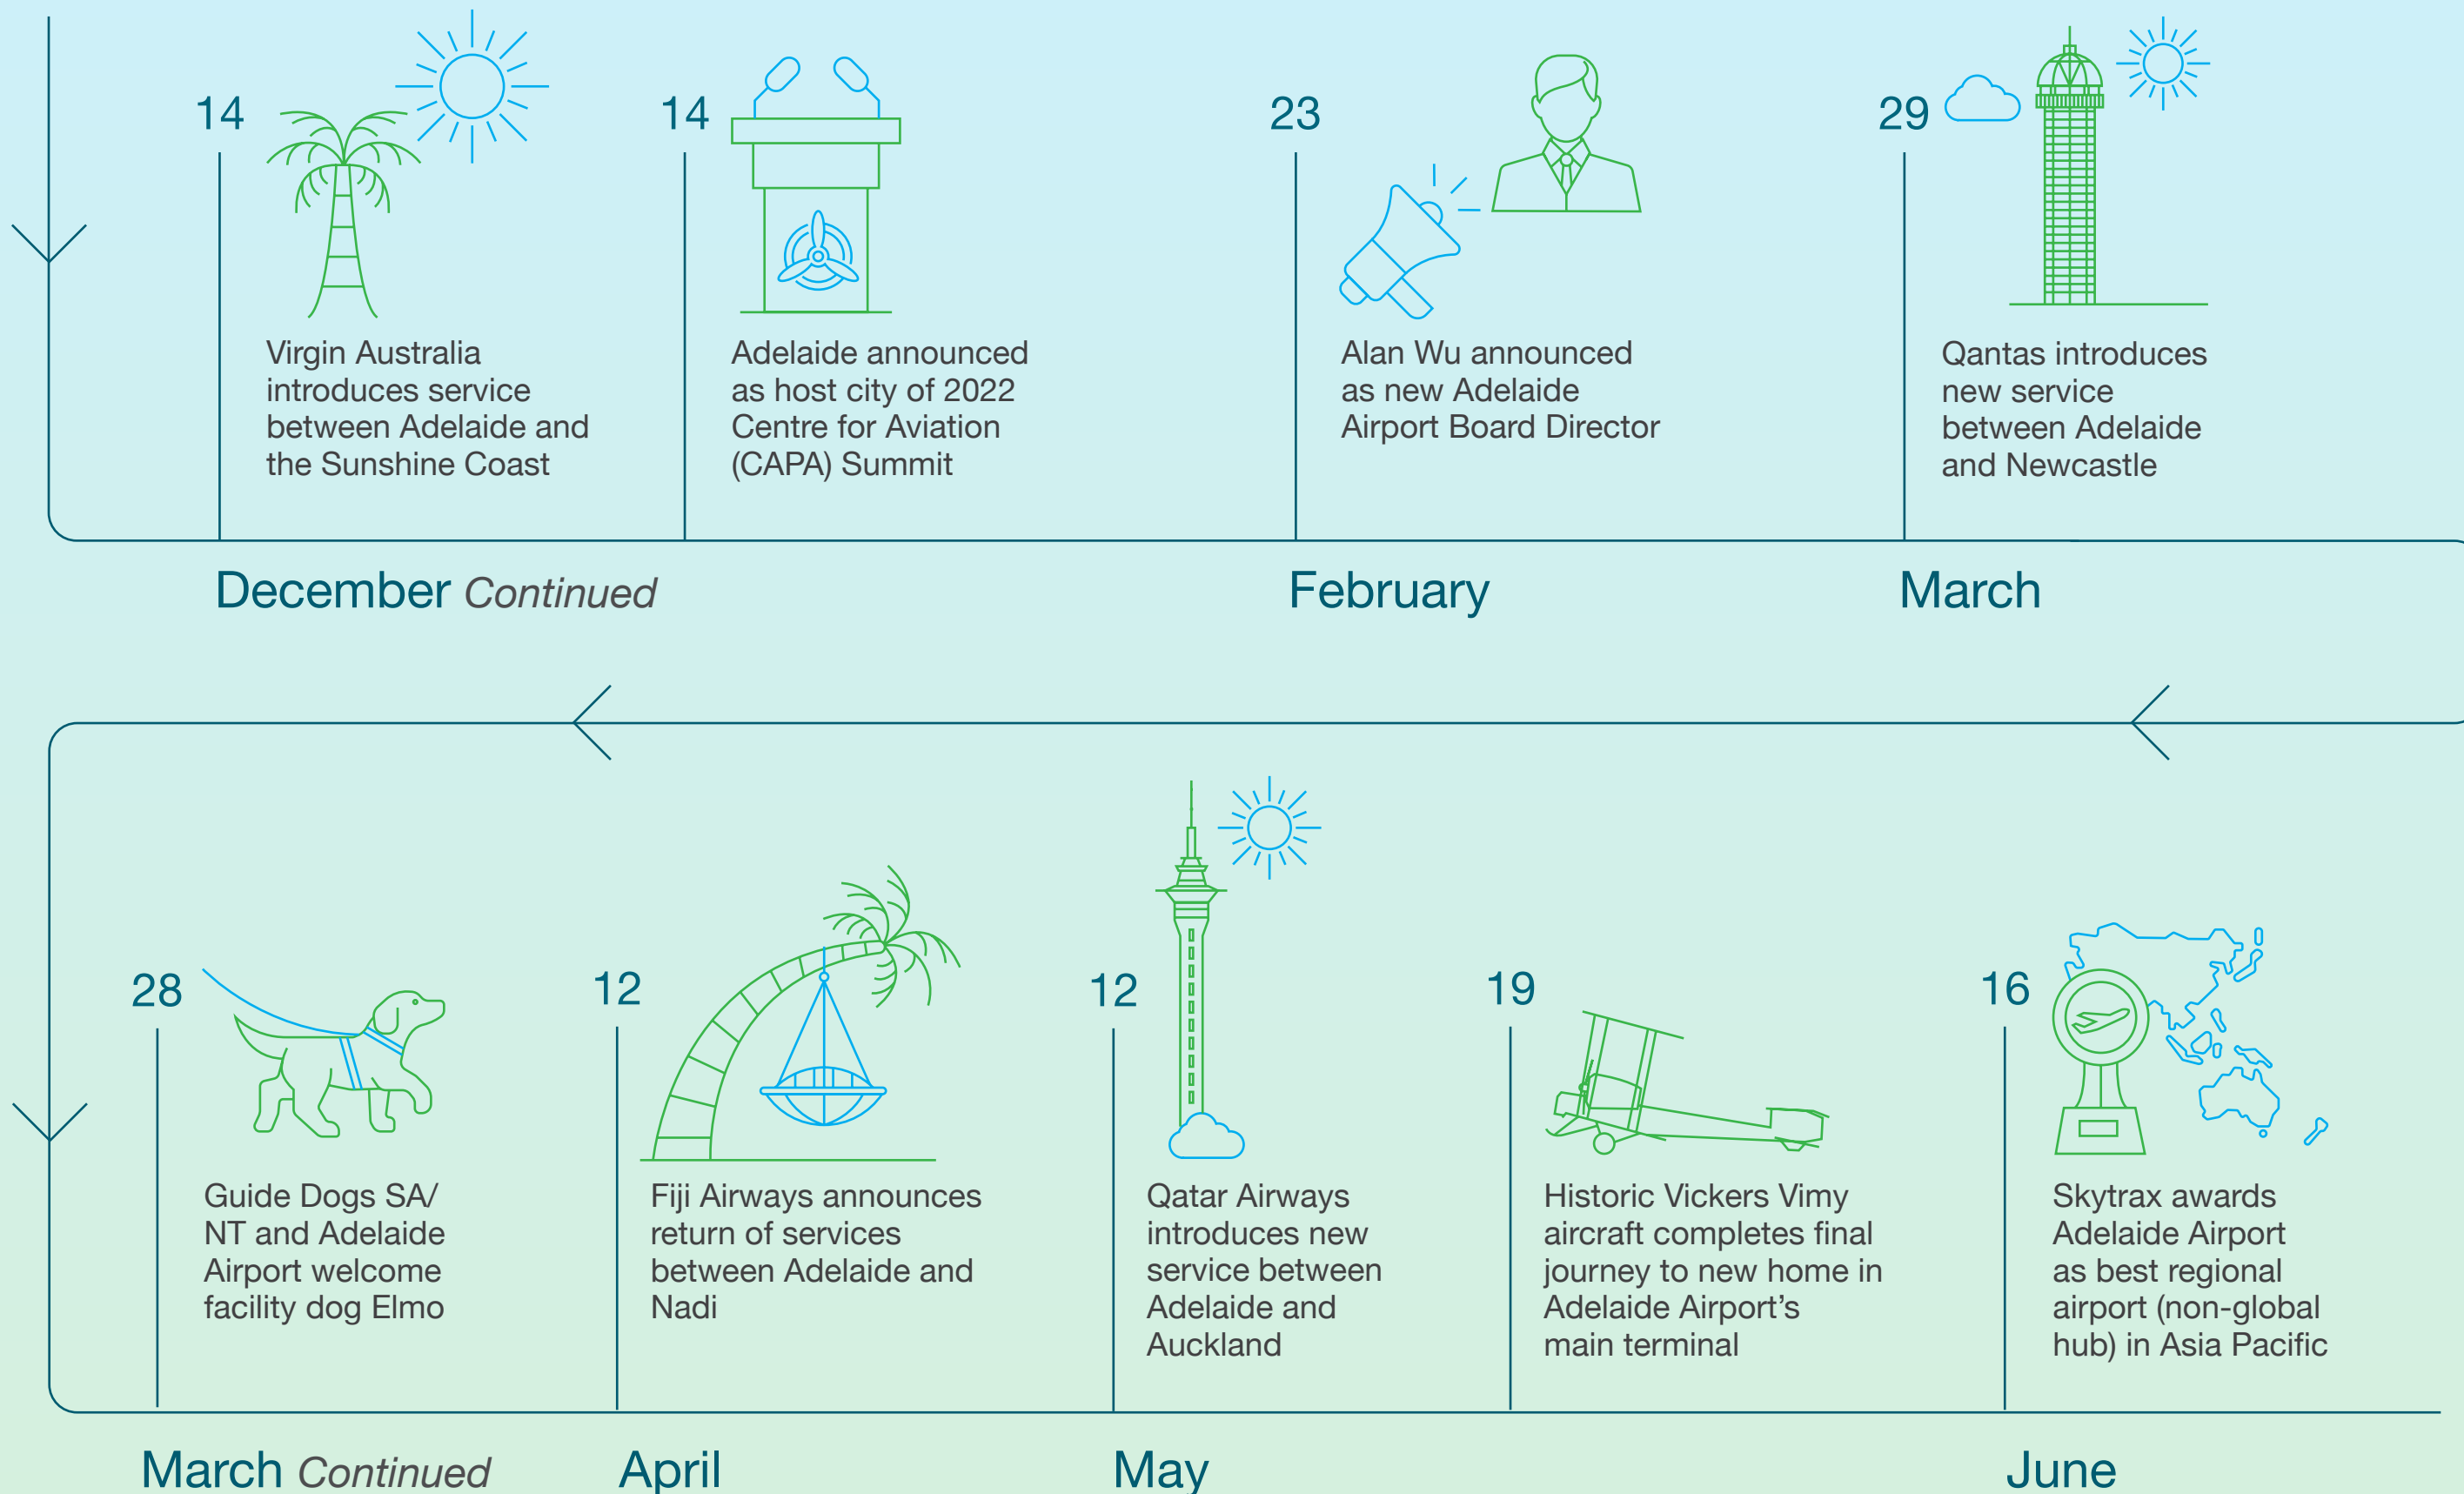 14
Virgin Australia
introduces service
between Adelaide and
the Sunshine Coast
14
Adelaide announced
as host city of 2022
Centre for Aviation
(CAPA) Summit
23
Alan Wu announced
as new Adelaide
Airport Board Director
29
Qantas introduces
new service
between Adelaide
and Newcastle
December Continued
February
March
28
Guide Dogs SA/
NT and Adelaide
Airport welcome
facility dog Elmo
12
Fiji Airways announces
return of services
between Adelaide and
Nadi
12
Qatar Airways
introduces new
service between
Adelaide and
Auckland
19
Historic Vickers Vimy
aircraft completes final
journey to new home in
Adelaide Airport’s
main terminal
16
Skytrax awards
Adelaide Airport
as best regional
airport (non-global
hub) in Asia Pacific
March Continued
April
May
June